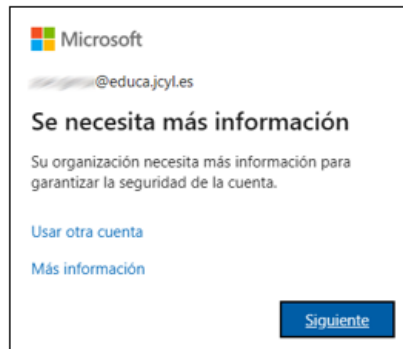 Microsoft
@educa.jcyl.es
Se necesita más información
Su organización necesita más información para
garantizar la seguridad de la cuenta.
Usar otra cuenta
Más información
Siguiente